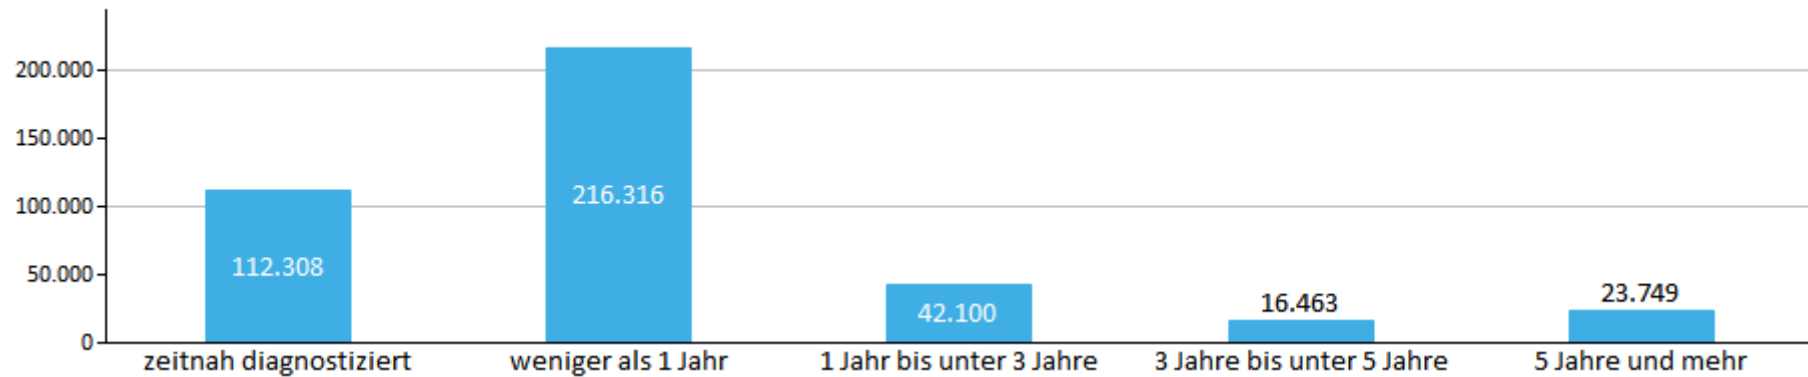 200.000
150.000
100.000
50.000
0
112.308
216.316
42.100
16.463
23.749
zeitnah diagnostiziert
weniger als 1 Jahr
1 Jahr bis unter 3 Jahre
3 Jahre bis unter 5 Jahre
5 Jahre und mehr